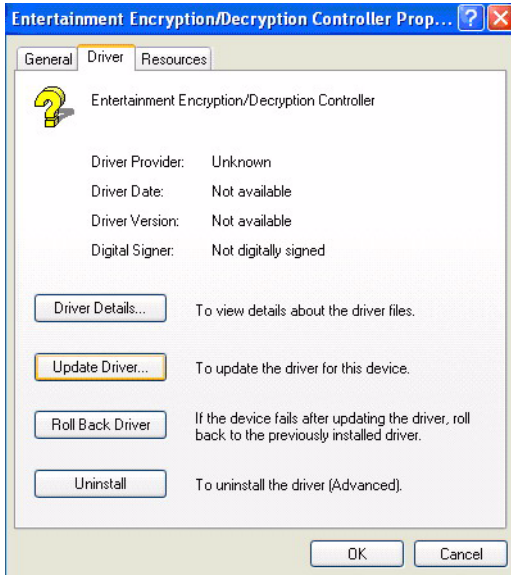 Entertainment Encryption/Decryption Controller Prop...
General Driver Resources
Entertainment Encryption/Decryption Controller
Driver Provider: Unknown
Driver Date: Not available
Driver Version: Not available
Digital Signer: Not digitally signed
Driver Details... To view details about the driver files.
Update Driver... To update the driver for this device.
Roll Back Driver If the device fails after updating the driver, roll
back to the previously installed driver.
Uninstall To uninstall the driver (Advanced).
OK Cancel